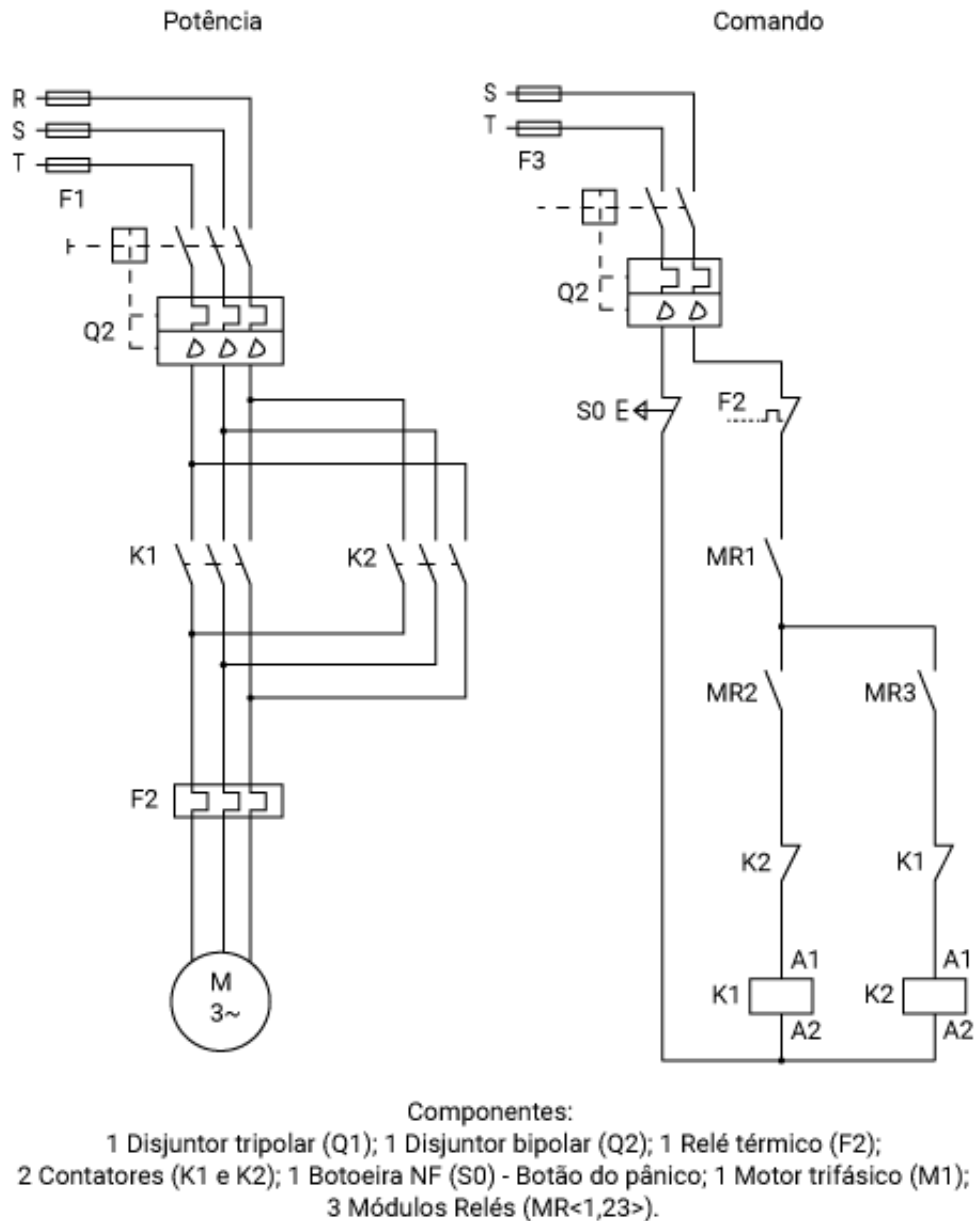 Potência
Comando
R
S
T
F1
S
T
F3
Q2
Q2
S0 E
F2
K1
K2
MR1
MR2
MR3
F2
K2
K1
M
3~
A1
K1
A2
A1
K2
A2
Componentes:
1 Disjuntor tripolar (Q1); 1 Disjuntor bipolar (Q2); 1 Relé térmico (F2);
2 Contatores (K1 e K2); 1 Botoeira NF (S0) - Botão do pânico; 1 Motor trifásico (M1);
3 Módulos Relés (MR<1,23>).